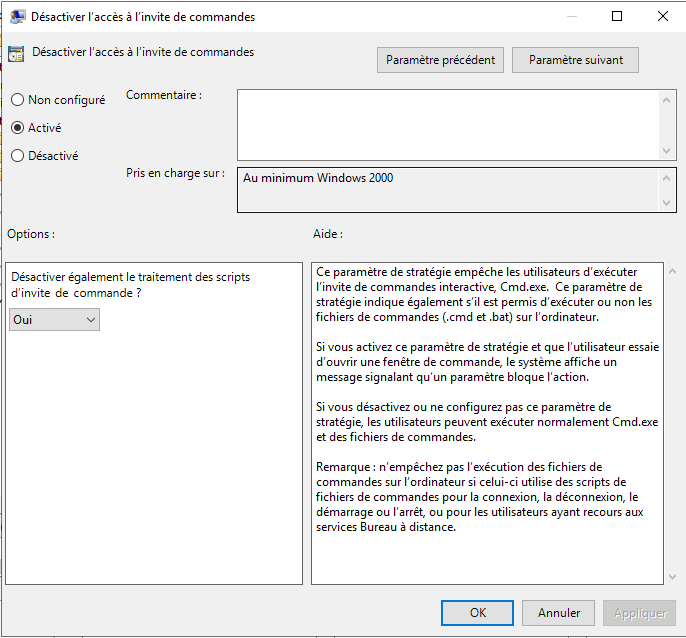 Désactiver l'accès à l'invite de commandes
Désactiver l'accès à l'invite de commandes
Paramètre précédent
Paramètre suivant
Non configuré
Commentaire :
Activé
Désactivé
Pris en charge sur :
Au minimum Windows 2000
Options :
Aide :
Désactiver également le traitement des scripts
d'invite de commande ?
Oui
Ce paramètre de stratégie empêche les utilisateurs d'exécuter
l'invite de commandes interactive, Cmd.exe. Ce paramètre de
stratégie indique également s'il est permis d'exécuter ou non les
fichiers de commandes (.cmd et .bat) sur l'ordinateur.
Si vous activez ce paramètre de stratégie et que l'utilisateur essaie
d'ouvrir une fenêtre de commande, le système affiche un
message signalant qu'un paramètre bloque l'action.
Si vous désactivez ou ne configurez pas ce paramètre de
stratégie, les utilisateurs peuvent exécuter normalement Cmd.exe
et des fichiers de commandes.
Remarque : n'empêchez pas l'exécution des fichiers de
commandes sur l'ordinateur si celui-ci utilise des scripts de
fichiers de commandes pour la connexion, la déconnexion, le
démarrage ou l'arrêt, ou pour les utilisateurs ayant recours aux
services Bureau à distance.
OK
Annuler
Appliquer